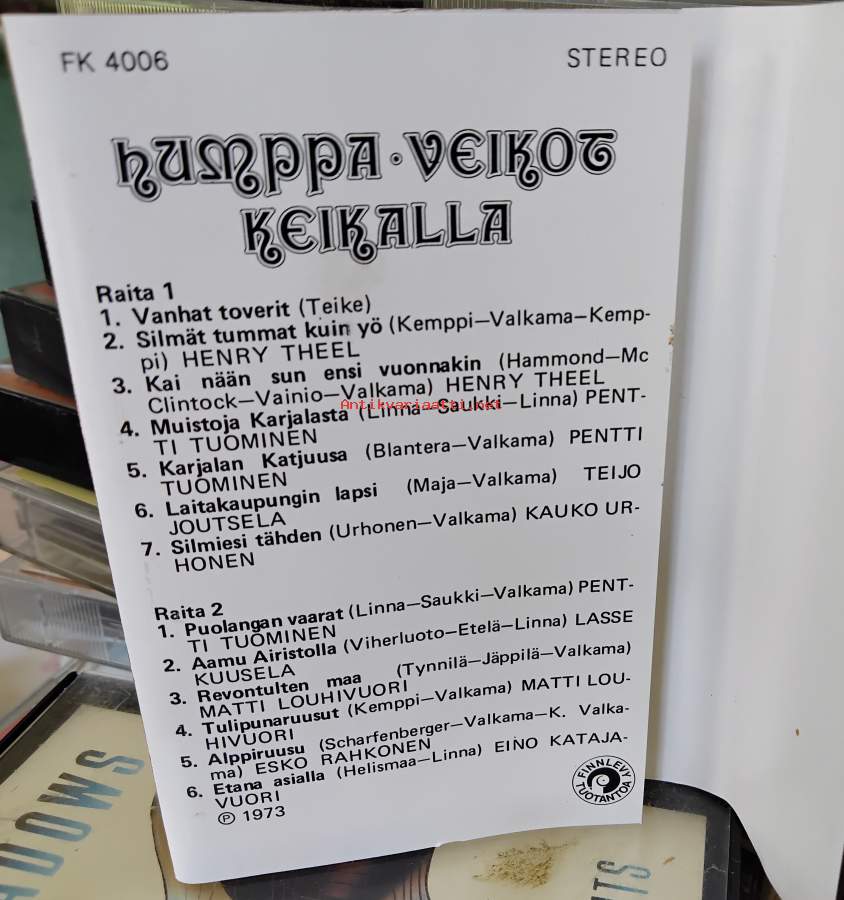 FK 4006
STEREO
HUMPPA·VEIKOT
KEIKALLA
Raita 1
1. Vanhat toverit (Teike)
2. Silmät tummat kuin yö (Kemppi—Valkama—Kemp-
pi) HENRY THEEL
3. Kai nään sun ensi vuonnakin (Hammond—Mc
Clintock—Vainio—Valkama) HENRY THEEL
4. Muistoja Karjalasta (Linna—Saukki—Linna) PENT-
TI TUOMINEN
5. Karjalan Katjuusa (Blantera—Valkama) PENTTI
TUOMINEN
6. Laitakaupungin lapsi (Maja—Valkama) TEIJO
JOUTSELA
7. Silmiesi tähden (Urhonen—Valkama) KAUKO UR-
HONEN
Raita 2
1. Puolangan vaarat (Linna—Saukki—Valkama) PENT-
TI TUOMINEN
2. Aamu Airistolla (Viherluoto—Etelä—Linna) LASSE
KUUSELA
3. Revontulten maa (Tynnilä—Jäppilä—Valkama)
MATTI LOUHIVUORI
4. Tulipunaruusut (Kemppi—Valkama) MATTI LOU-
HIVUORI
5. Alppiruusu (Scharfenberger—Valkama—K. Valka-
ma) ESKO RAHKONEN
6. Etana asialla (Helismaa—Linna) EINO KATAJA-
VUORI
Ⓟ 1973
FINNLEVY
TUOTANTOA
Antikvariaatti.net
ADOWS
TS